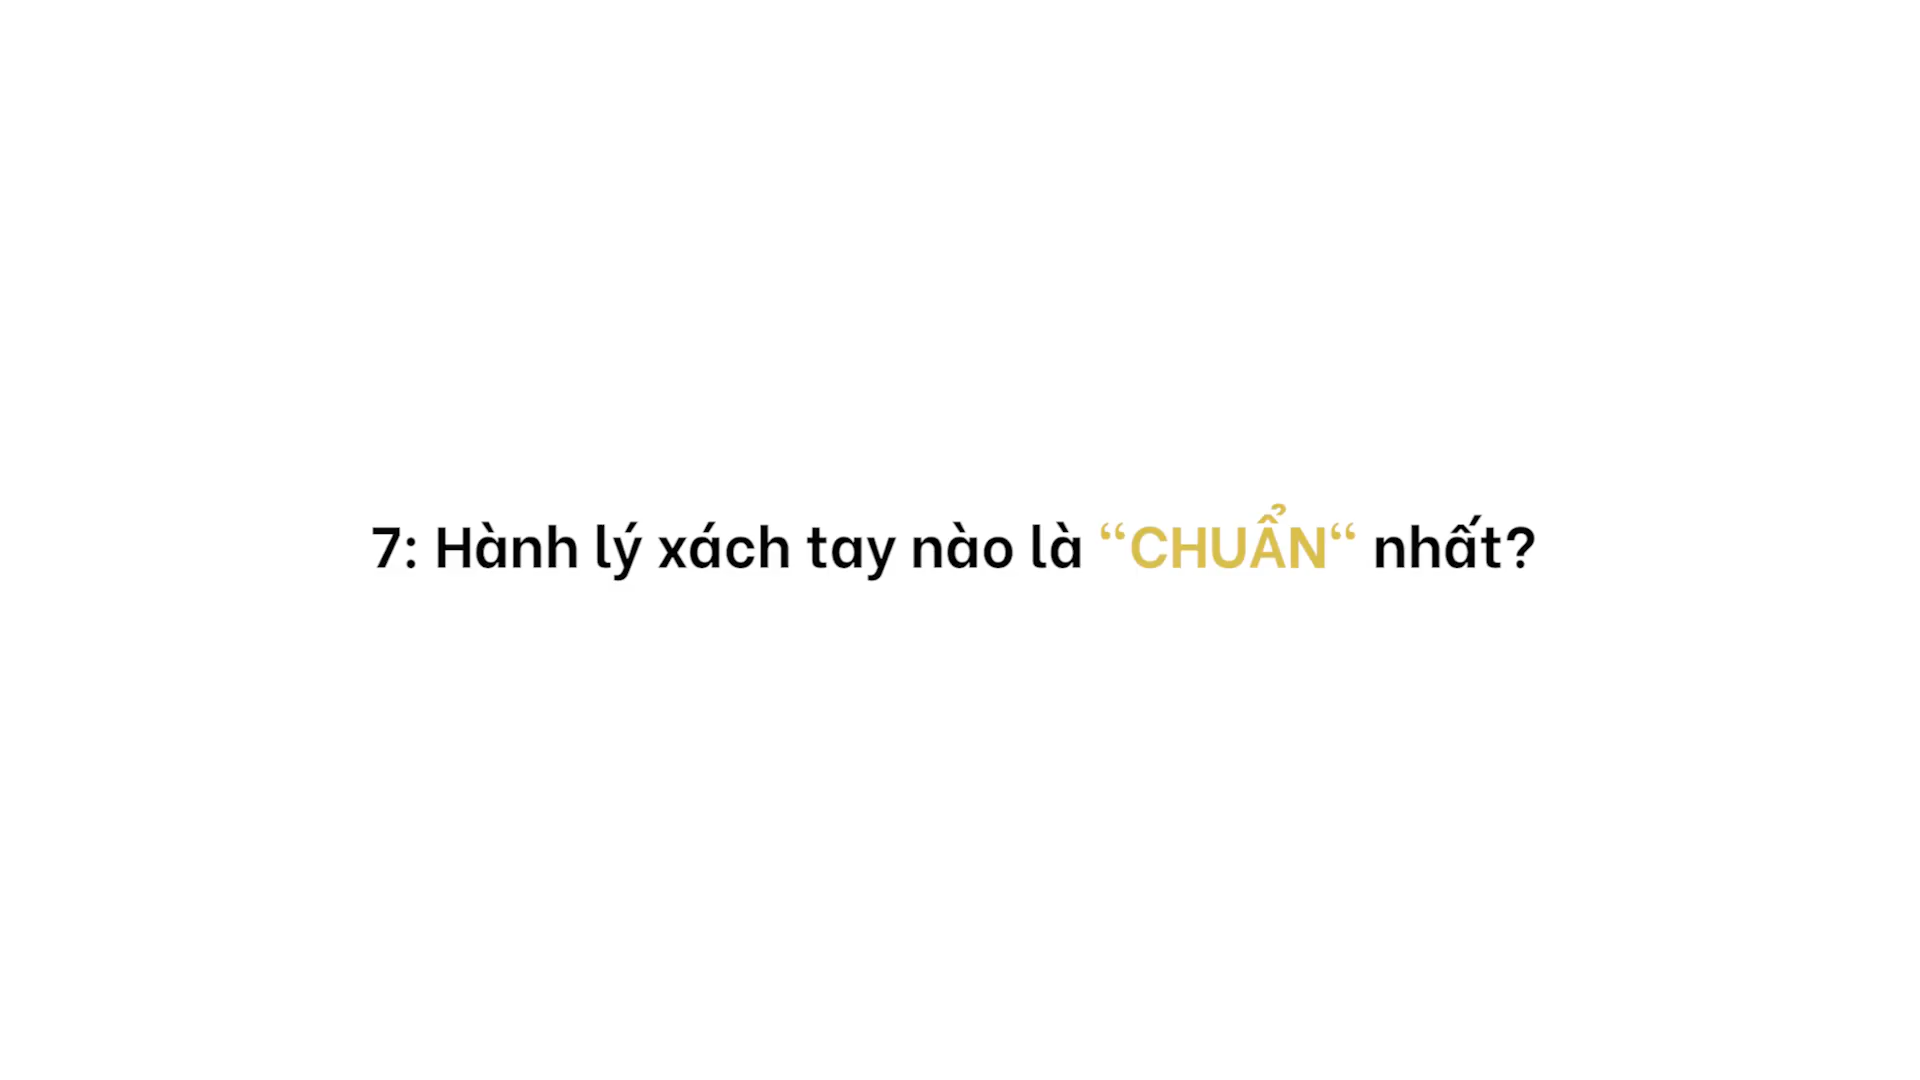 7: Hành lý xách tay nào là “CHUẨN“ nhất?